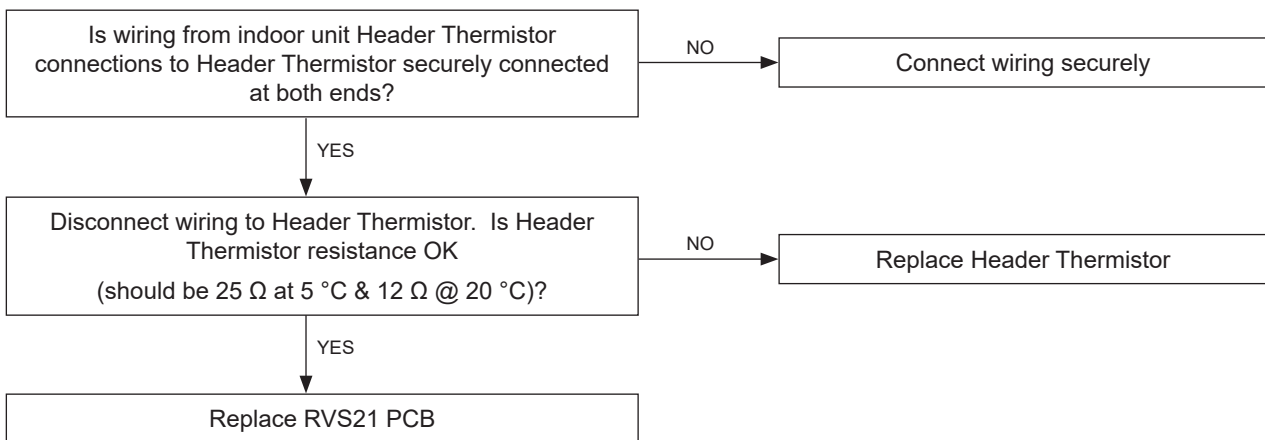 Is wiring from indoor unit Header Thermistor
connections to Header Thermistor securely connected
at both ends?
NO
Connect wiring securely
YES
Disconnect wiring to Header Thermistor.  Is Header
Thermistor resistance OK
(should be 25 Ω at 5 °C & 12 Ω @ 20 °C)?
NO
Replace Header Thermistor
YES
Replace RVS21 PCB